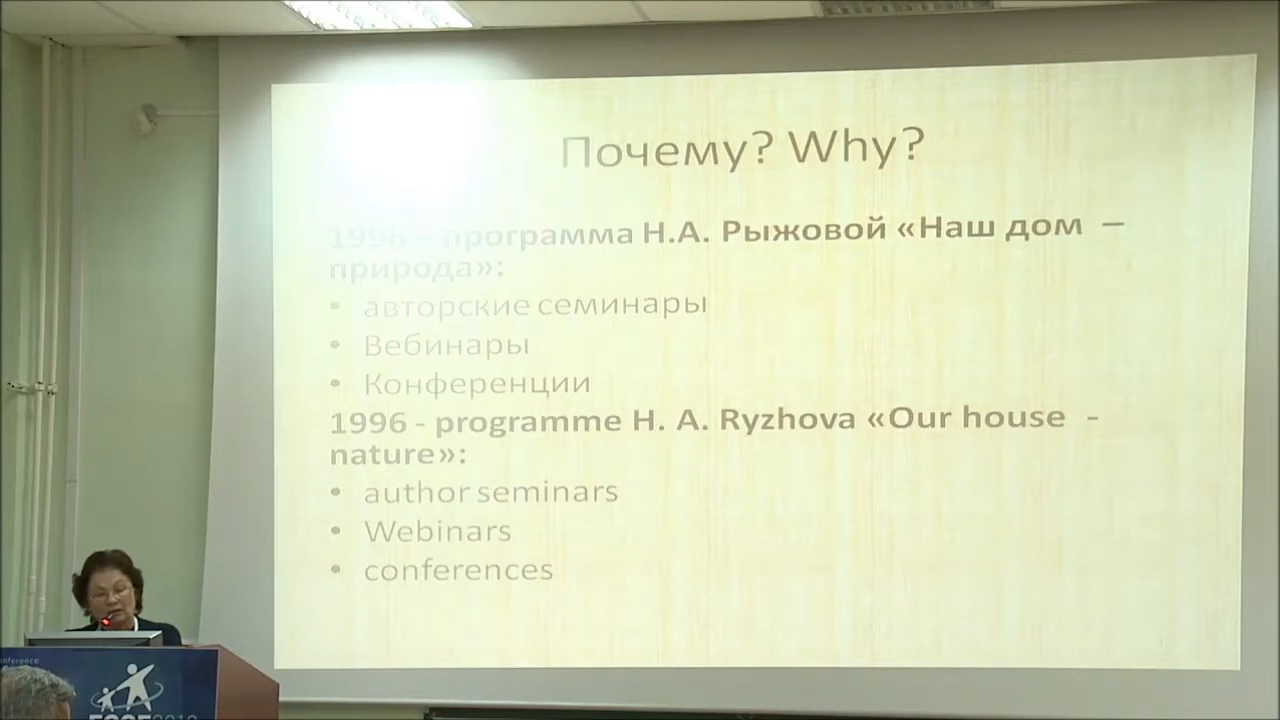 Почему? Why?
1996 - программа Н.А. Рыжовой «Наш дом –
природа»:
• авторские семинары
• Вебинары
• Конференции
1996 - programme H. A. Ryzhova «Our house -
nature»:
• author seminars
• Webinars
• conferences
conference